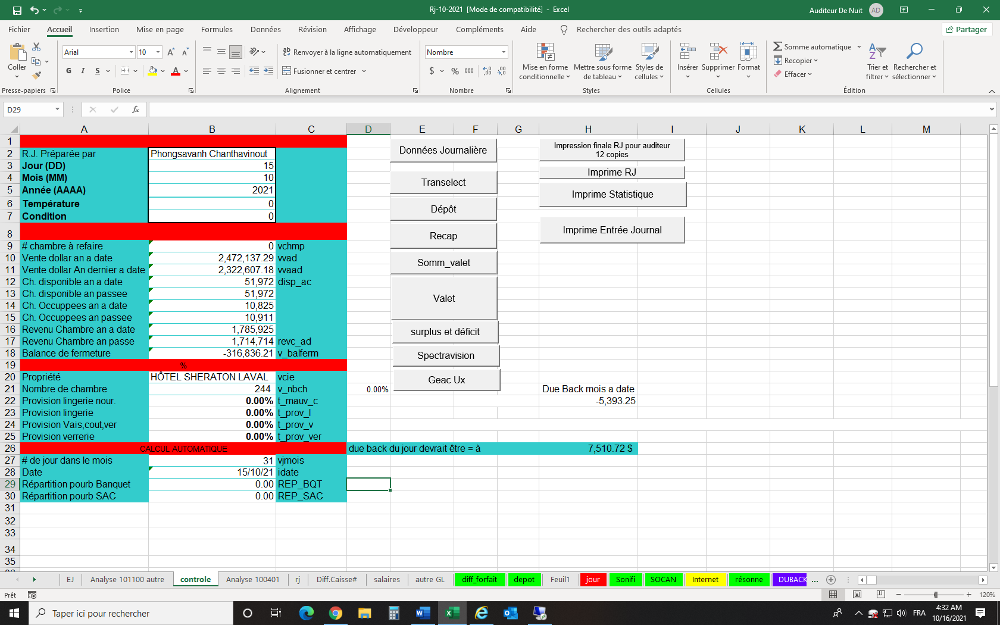 Rj-10-2021 [Mode de compatibilité] - Excel
Auditeur De Nuit
AD
Fichier Accueil Insertion Mise en page Formules Données Révision Affichage Développeur Compléments Aide Rechercher des outils adaptés Partager
Coller
Presse-papiers
Arial 10
G I S
Police
Renvoyer à la ligne automatiquement
Fusionner et centrer
Alignement
Nombre
$ % 000
Nombre
Mise en forme conditionnelle
Mettre sous forme de tableau
Styles de cellules
Styles
Insérer Supprimer Format
Cellules
Somme automatique
Recopier
Effacer
Trier et filtrer
Rechercher et sélectionner
Édition
D29 fx
A B C D E F G H I J K L M
1
2 R.J. Préparée par Phongsavanh Chanthavinout
3 Jour (DD) 15
4 Mois (MM) 10
5 Année (AAAA) 2021
6 Température 0
7 Condition 0
8
9 # chambre à refaire 0 vchmp
10 Vente dollar an a date 2,472,137.29 vvad
11 Vente dollar An dernier a date 2,322,607.18 vvaad
12 Ch. disponible an a date 51,972 disp_ac
13 Ch. disponible an passee 51,972
14 Ch. Occuppees an a date 10,825
15 Ch. Occuppees an passee 10,911
16 Revenu Chambre an a date 1,785,925
17 Revenu Chambre an passe 1,714,714 revc_ad
18 Balance de fermeture -316,836.21 v_balferm
19 %
20 Propriété HÔTEL SHERATON LAVAL vcie
21 Nombre de chambre 244 v_nbch 0.00% Due Back mois a date
22 Provision lingerie nour. 0.00% t_mauv_c -5,393.25
23 Provision lingerie 0.00% t_prov_l
24 Provision Vais,cout,ver 0.00% t_prov_v
25 Provision verrerie 0.00% t_prov_ver
26 CALCUL AUTOMATIQUE due back du jour devrait être = à 7,510.72 $
27 # de jour dans le mois 31 vjmois
28 Date 15/10/21 idate
29 Répartition pourb Banquet 0.00 REP_BQT
30 Répartition pourb SAC 0.00 REP_SAC
31
32
33
34
35
Données Journalière
Transelect
Dépôt
Recap
Somm_valet
Valet
surplus et déficit
Spectravision
Geac Ux
Impression finale RJ pour auditeur
12 copies
Imprime RJ
Imprime Statistique
Imprime Entrée Journal
EJ Analyse 101100 autre controle Analyse 100401 rj Diff.Caisse# salaires autre GL diff_forfait depot Feuil1 jour Sonifi SOCAN Internet résonne DUBACK ...
Prêt 120%
Taper ici pour rechercher
FRA
4:32 AM
10/16/2021